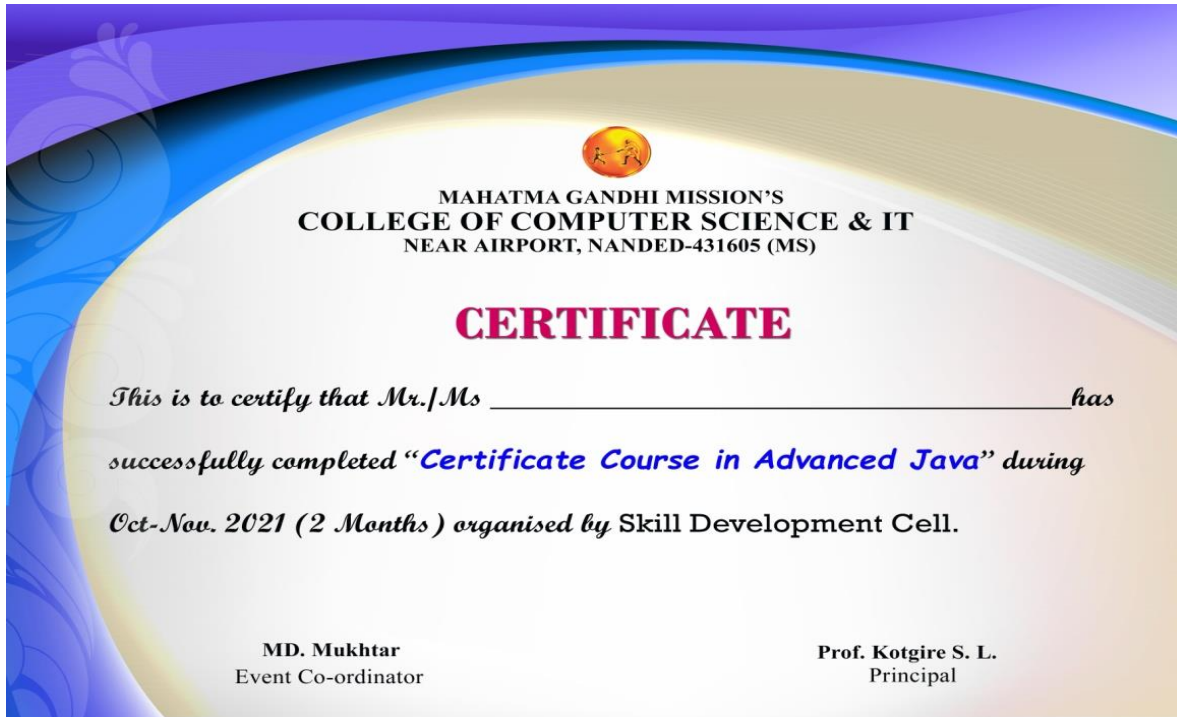 MAHATMA GANDHI MISSION'S
COLLEGE OF COMPUTER SCIENCE & IT
NEAR AIRPORT, NANDED-431605 (MS)
CERTIFICATE
This is to certify that Mr./Ms ______________________________ has
successfully completed “Certificate Course in Advanced Java” during
Oct-Nov. 2021 (2 Months) organised by Skill Development Cell.
MD. Mukhtar
Event Co-ordinator
Prof. Kotgire S. L.
Principal